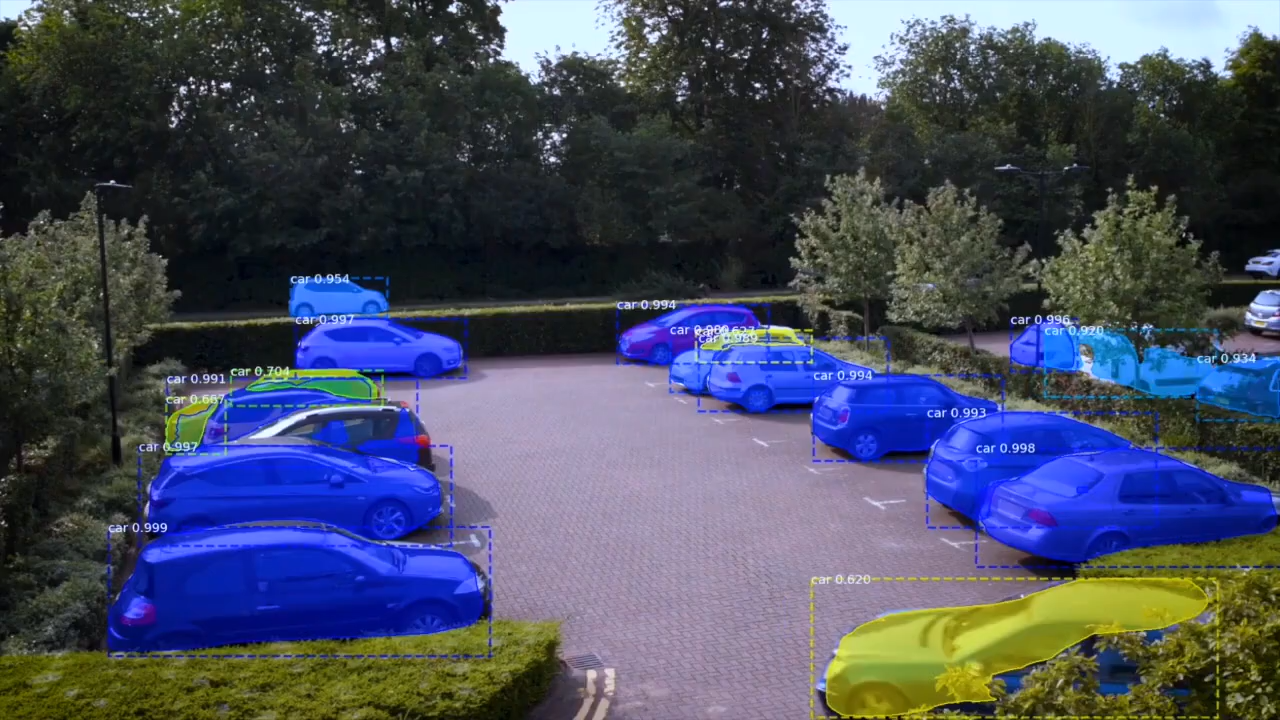 car 0.954
car 0.997
car 0.994
car 0.989
car 0.996
car 0.920
car 0.934
car 0.991
car 0.704
car 0.667
car 0.994
car 0.993
car 0.997
car 0.998
car 0.999
car 0.620